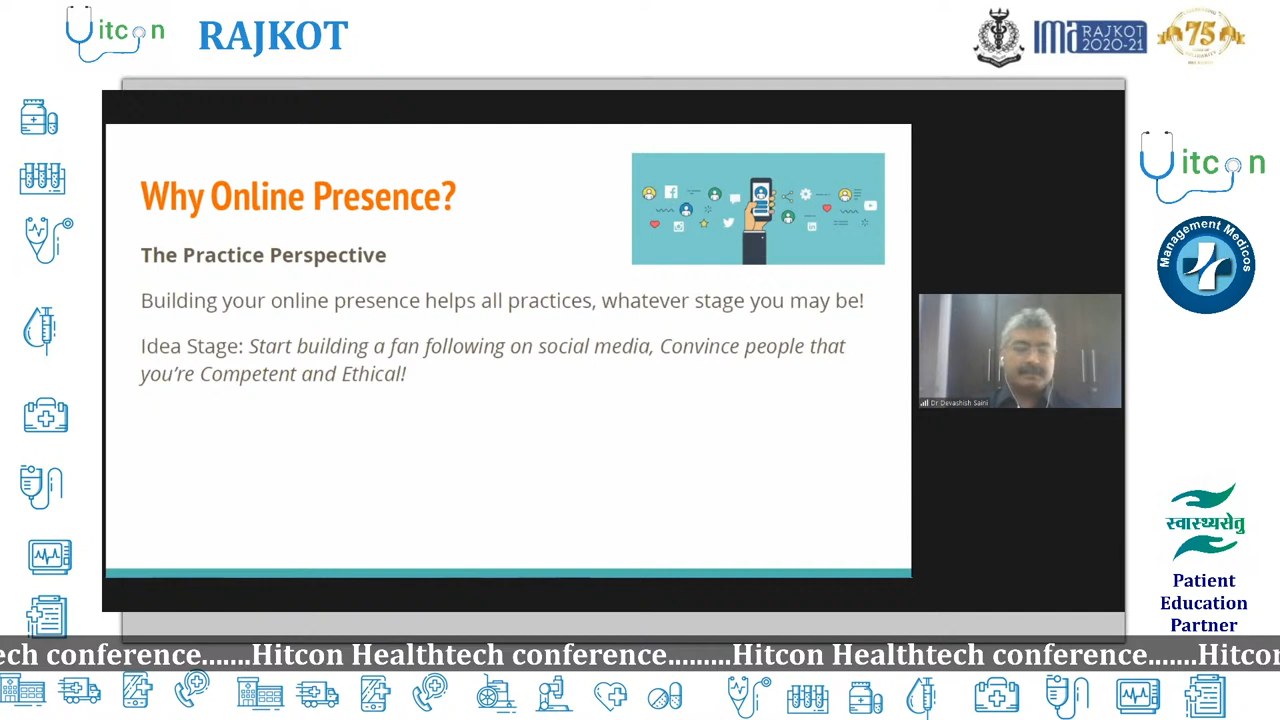 itcon
RAJKOT
ima RAJKOT
2020-21
75
itcon
Management Medicos
Why Online Presence?
The Practice Perspective
Building your online presence helps all practices, whatever stage you may be!
Idea Stage: Start building a fan following on social media, Convince people that
you're Competent and Ethical!
Dr Devashish Saini
स्वास्थ्यसेतु
Patient
Education
Partner
ech conference.......Hitcon Healthtech conference.........Hitcon Healthtech conference.......Hitcon